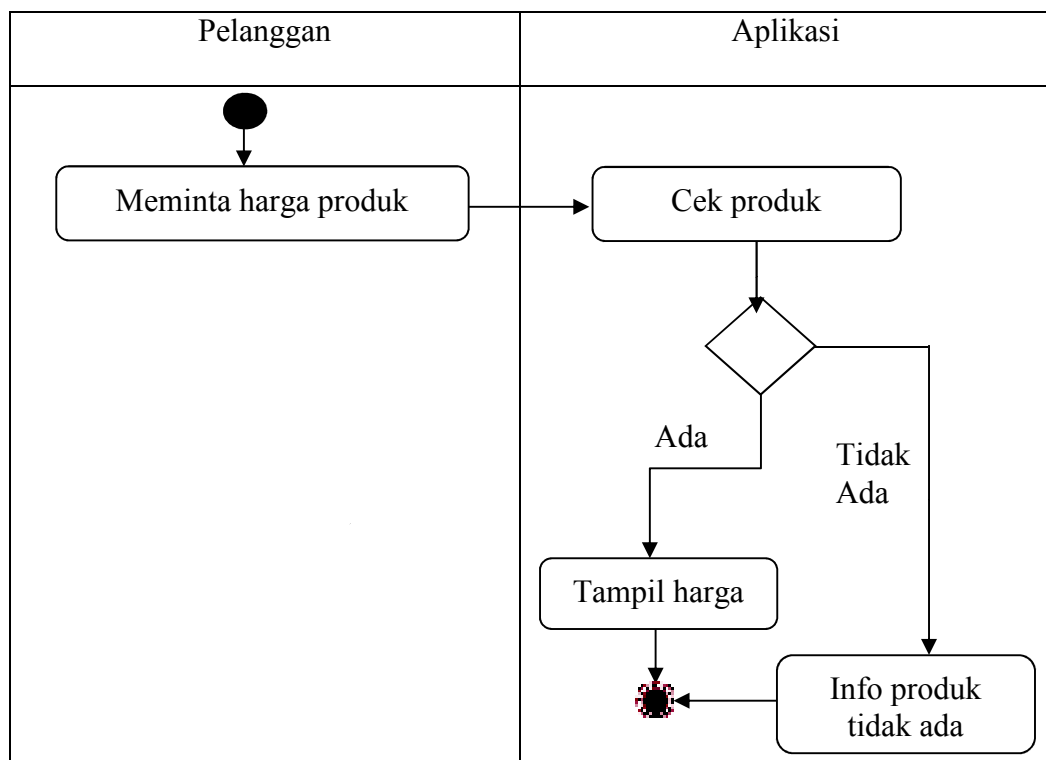 Pelanggan
Aplikasi
Meminta harga produk
Cek produk
Ada
Tidak
Ada
Tampil harga
Info produk
tidak ada